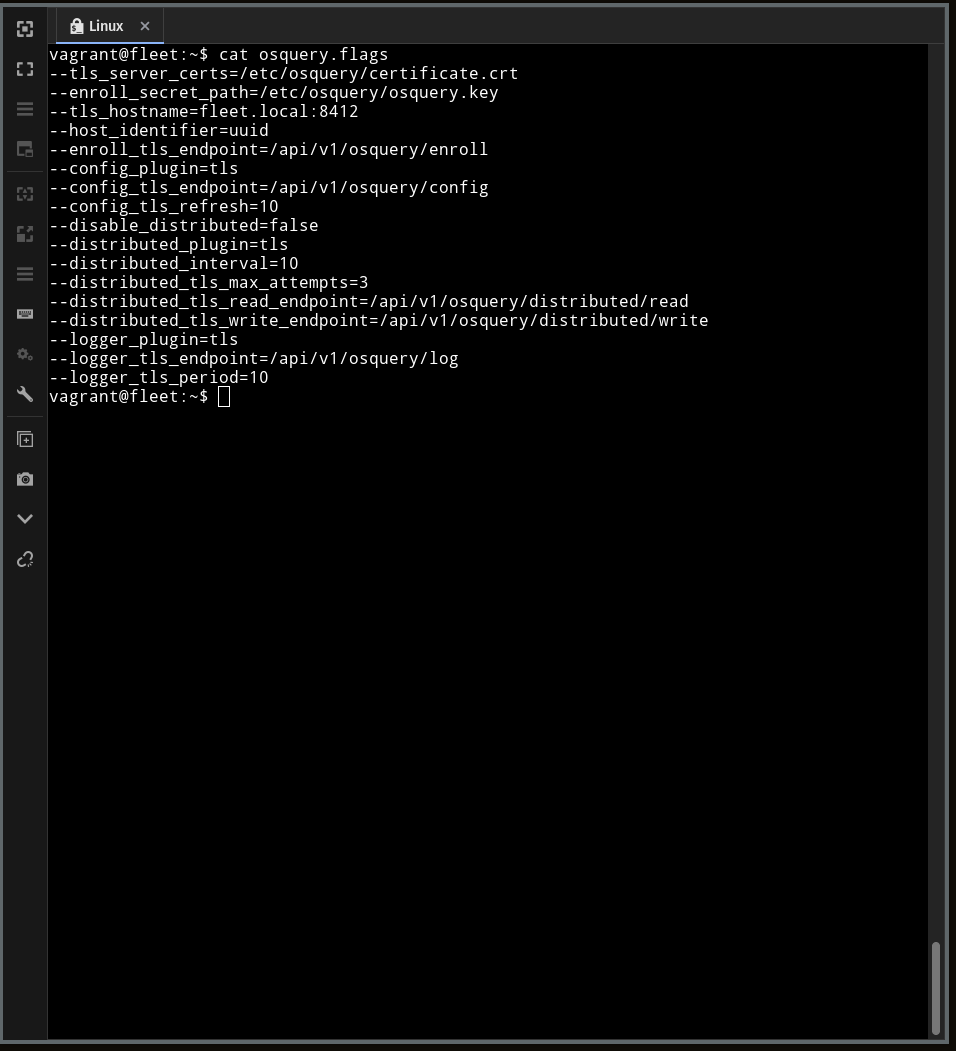 Linux
vagrant@fleet:~$ cat osquery.flags
--tls_server_certs=/etc/osquery/certificate.crt
--enroll_secret_path=/etc/osquery/osquery.key
--tls_hostname=fleet.local:8412
--host_identifier=uuid
--enroll_tls_endpoint=/api/v1/osquery/enroll
--config_plugin=tls
--config_tls_endpoint=/api/v1/osquery/config
--config_tls_refresh=10
--disable_distributed=false
--distributed_plugin=tls
--distributed_interval=10
--distributed_tls_max_attempts=3
--distributed_tls_read_endpoint=/api/v1/osquery/distributed/read
--distributed_tls_write_endpoint=/api/v1/osquery/distributed/write
--logger_plugin=tls
--logger_tls_endpoint=/api/v1/osquery/log
--logger_tls_period=10
vagrant@fleet:~$